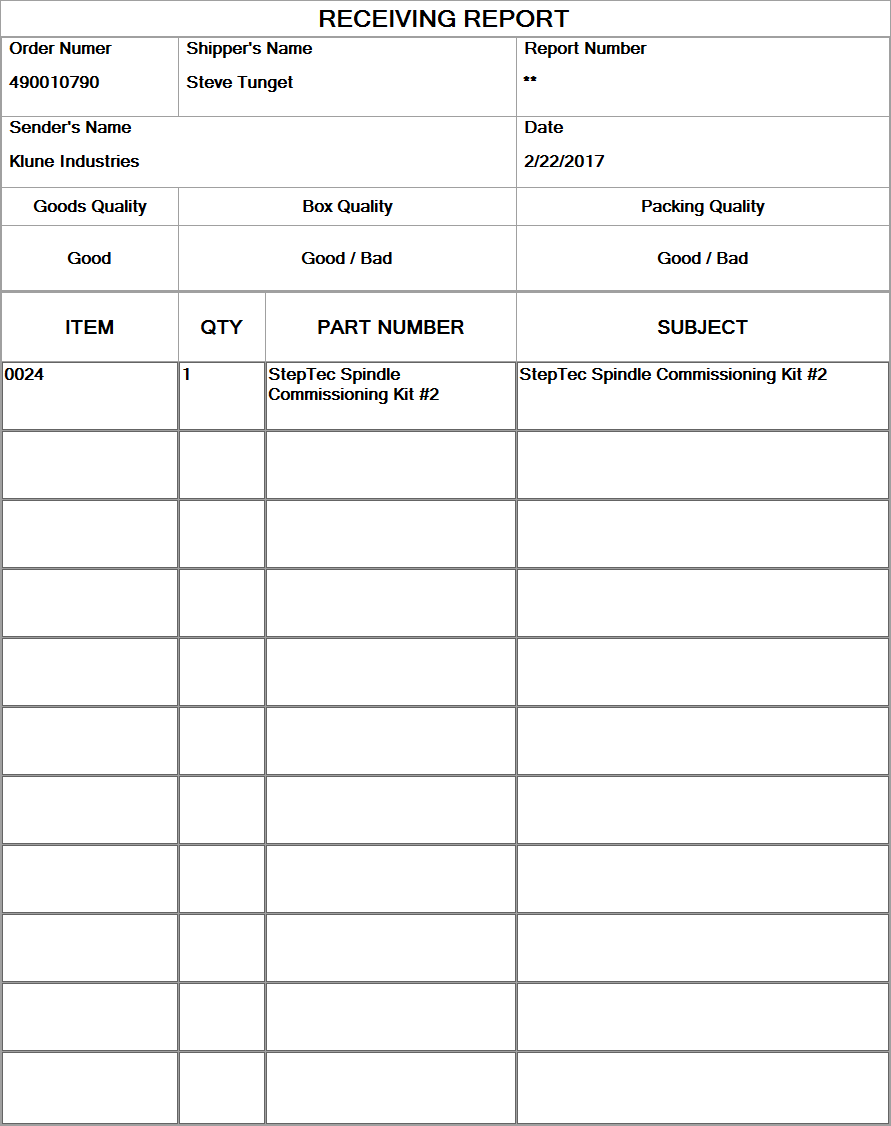 RECEIVING REPORT
Order Numer
Shipper's Name
Report Number
490010790
Steve Tunget
**
Sender's Name
Date
Klune Industries
2/22/2017
Goods Quality
Box Quality
Packing Quality
Good
Good / Bad
Good / Bad
ITEM
QTY
PART NUMBER
SUBJECT
0024
1
StepTec Spindle
Commissioning Kit #2
StepTec Spindle Commissioning Kit #2